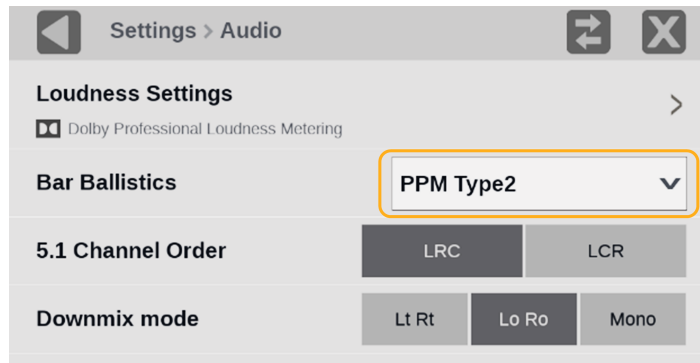 Settings > Audio
Loudness Settings
Dolby Professional Loudness Metering
Bar Ballistics PPM Type2
5.1 Channel Order LRC LCR
Downmix mode Lt Rt Lo Ro Mono